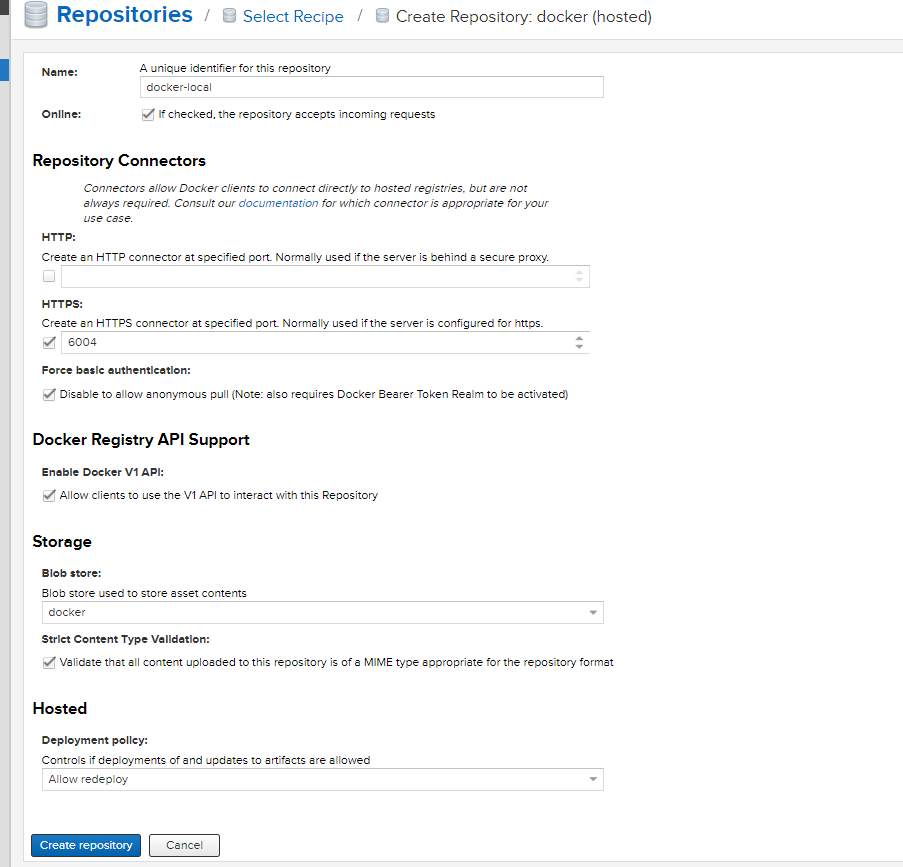 Repositories / Select Recipe / Create Repository: docker (hosted)
Name:
A unique identifier for this repository
docker-local
Online:
If checked, the repository accepts incoming requests
Repository Connectors
Connectors allow Docker clients to connect directly to hosted registries, but are not
always required. Consult our documentation for which connector is appropriate for your
use case.
HTTP:
Create an HTTP connector at specified port. Normally used if the server is behind a secure proxy.
HTTPS:
Create an HTTPS connector at specified port. Normally used if the server is configured for https.
6004
Force basic authentication:
Disable to allow anonymous pull (Note: also requires Docker Bearer Token Realm to be activated)
Docker Registry API Support
Enable Docker V1 API:
Allow clients to use the V1 API to interact with this Repository
Storage
Blob store:
Blob store used to store asset contents
docker
Strict Content Type Validation:
Validate that all content uploaded to this repository is of a MIME type appropriate for the repository format
Hosted
Deployment policy:
Controls if deployments of and updates to artifacts are allowed
Allow redeploy
Create repository
Cancel